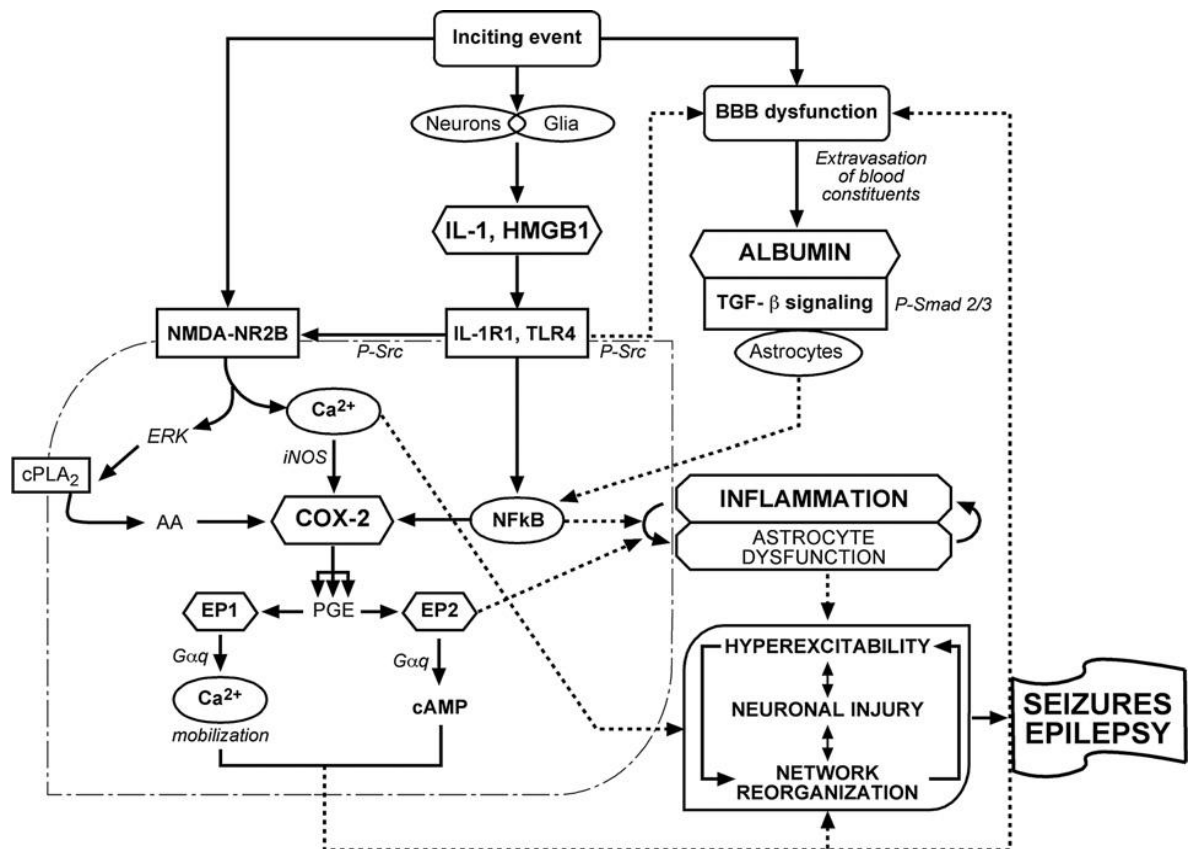 Inciting event
Neurons
Glia
BBB dysfunction
Extravasation
of blood
constituents
IL-1, HMGB1
ALBUMIN
TGF- β signaling
P-Smad 2/3
Astrocytes
NMDA-NR2B
P-Src
IL-1R1, TLR4
P-Src
Ca2+
ERK
iNOS
cPLA2
AA
COX-2
NFkB
INFLAMMATION
ASTROCYTE
DYSFUNCTION
EP1
PGE
EP2
Gαq
Gαq
Ca2+
mobilization
cAMP
HYPEREXCITABILITY
NEURONAL INJURY
NETWORK
REORGANIZATION
SEIZURES
EPILEPSY